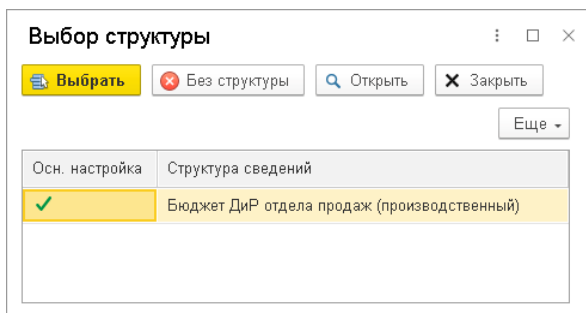 Выбор структуры
Выбрать Без структуры Открыть Закрыть
Еще
Осн. настройка Структура сведений
Бюджет ДиР отдела продаж (производственный)